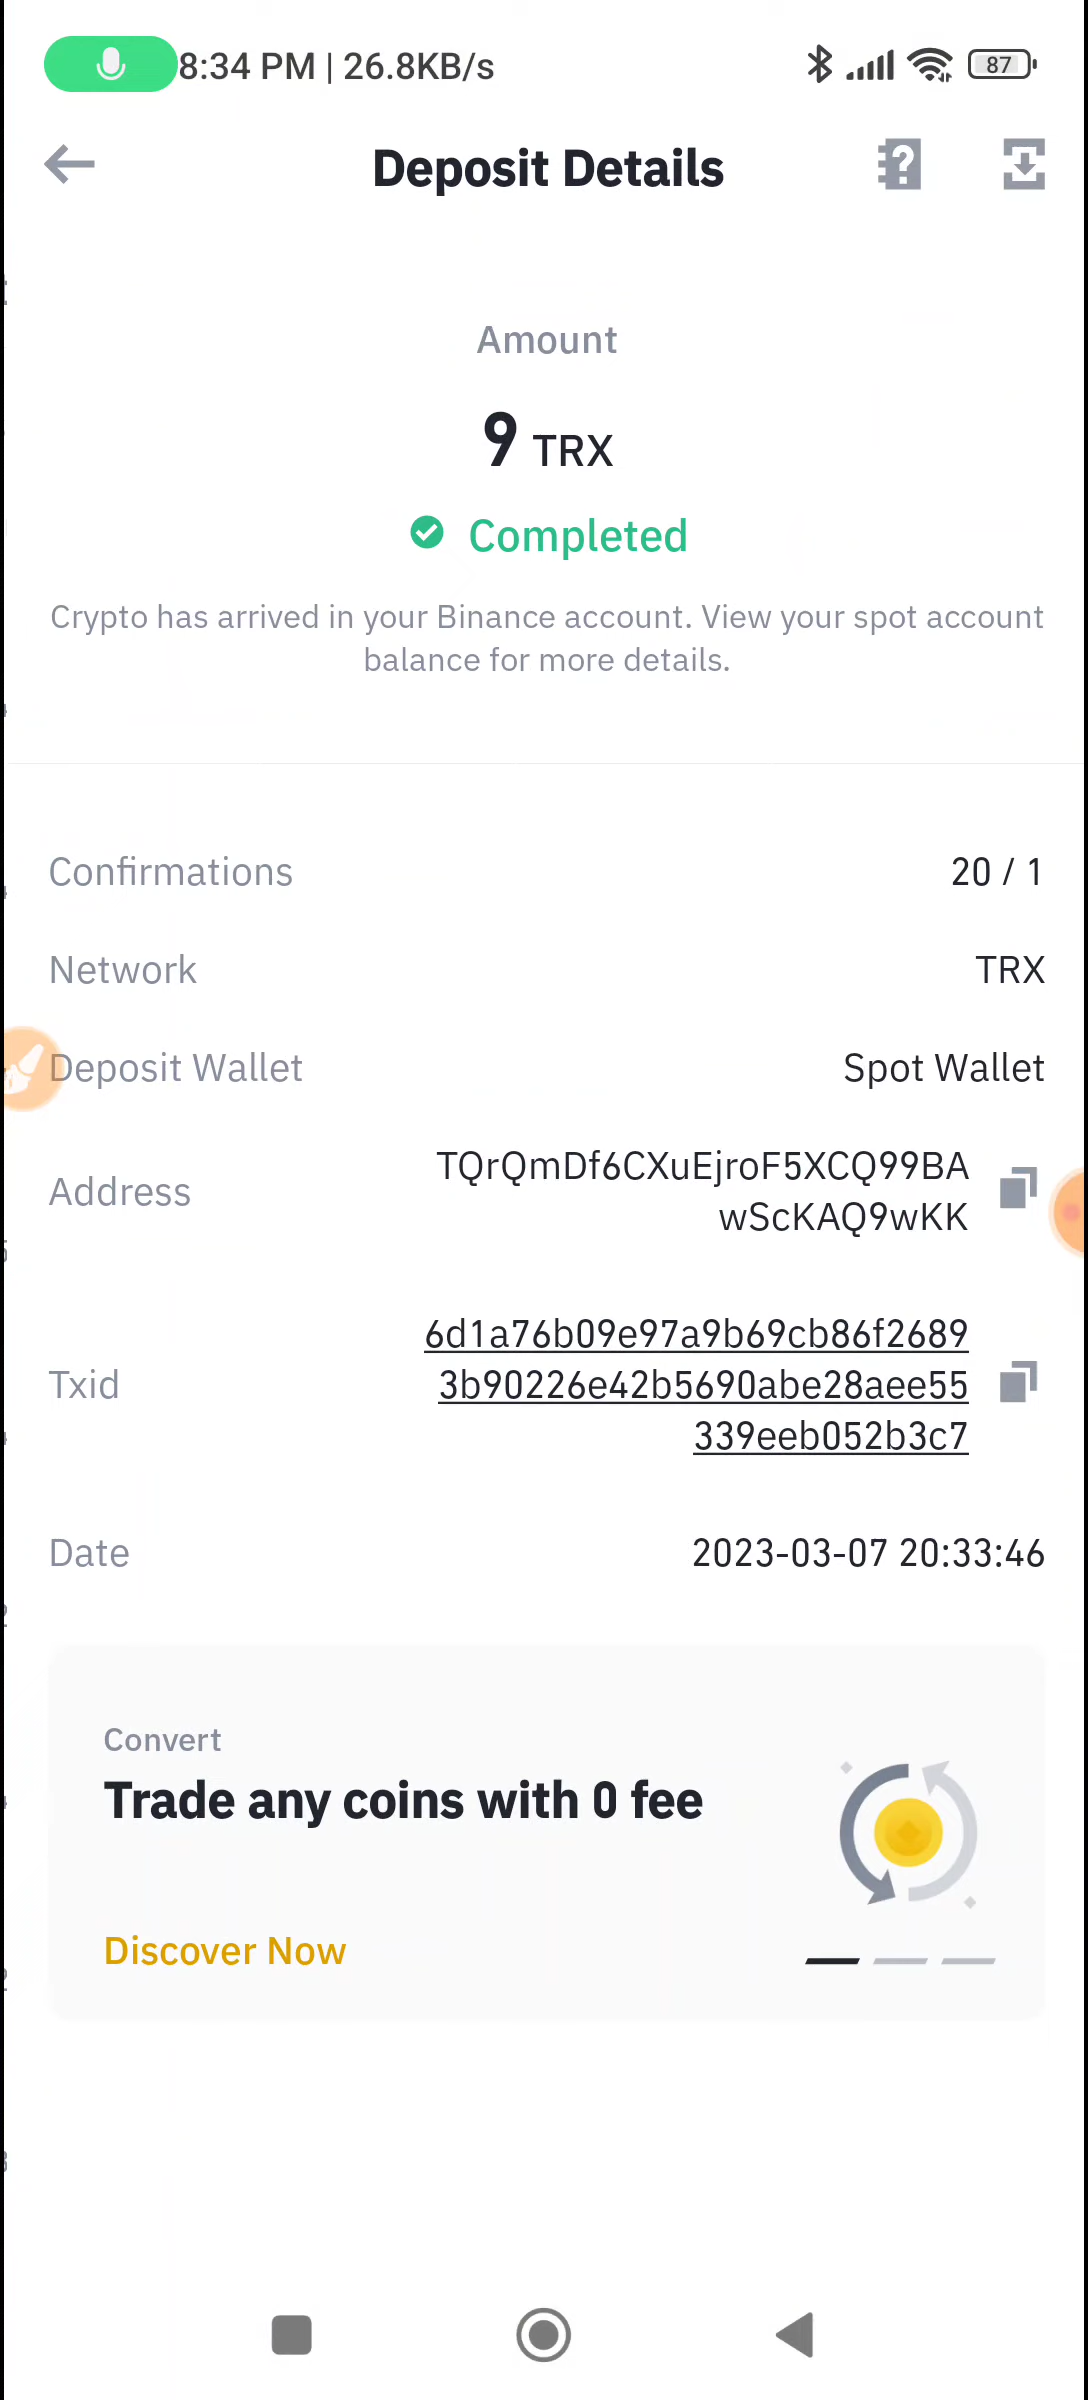 8:34 PM | 26.8KB/s
87
Deposit Details
Amount
9 TRX
Completed
Crypto has arrived in your Binance account. View your spot account
balance for more details.
Confirmations
20 / 1
Network
TRX
Deposit Wallet
Spot Wallet
Address
TQrQmDf6CXuEjroF5XCQ99BA
wScKAQ9wKK
Txid
6d1a76b09e97a9b69cb86f2689
3b90226e42b5690abe28aee55
339eeb052b3c7
Date
2023-03-07 20:33:46
Convert
Trade any coins with 0 fee
Discover Now